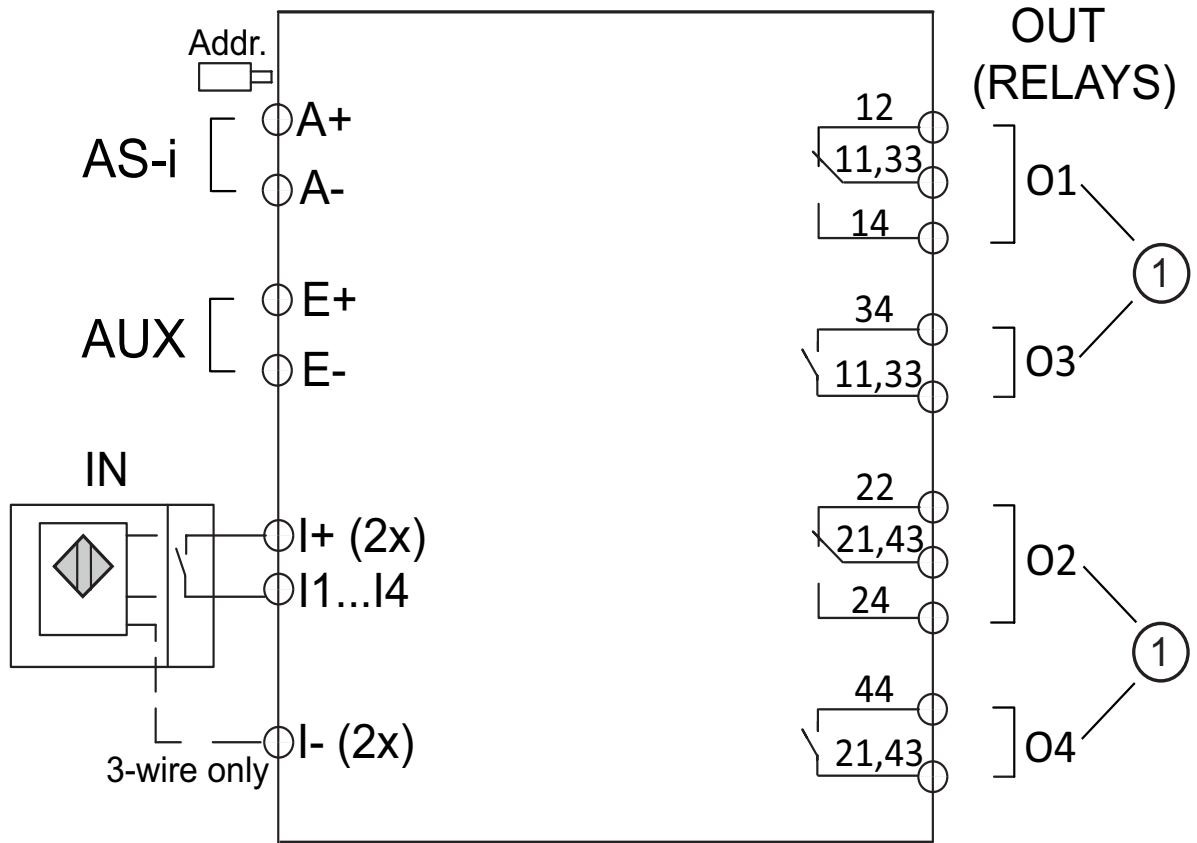 Addr.
AS-i
A+
A-
AUX
E+
E-
IN
I+ (2x)
I1...I4
I- (2x)
3-wire only
OUT
(RELAYS)
12
11,33
14
O1
1
34
11,33
O3
22
21,43
24
O2
1
44
21,43
O4